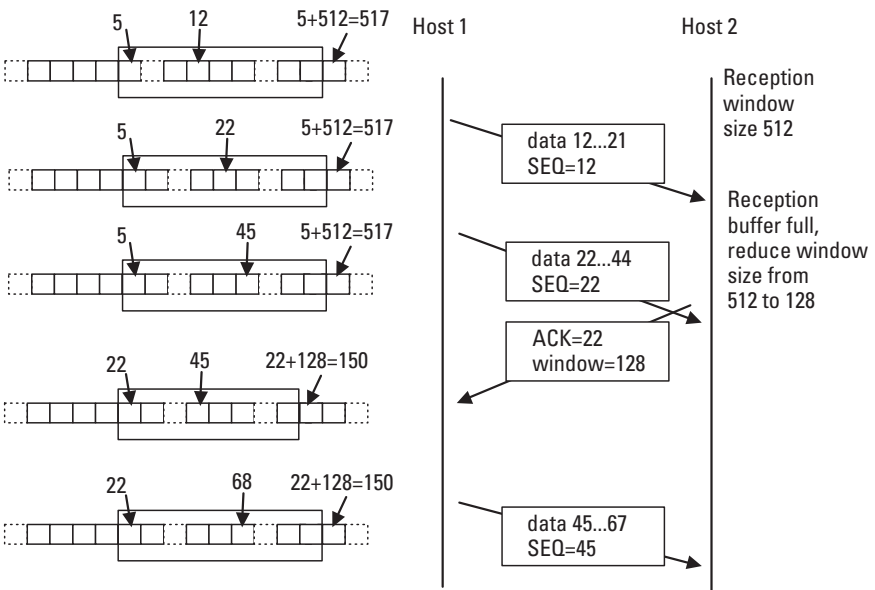 5 12 5+512=517
5 22 5+512=517
5 45 5+512=517
22 45 22+128=150
22 68 22+128=150
Host 1
Host 2
Reception
window
size 512
data 12...21
SEQ=12
Reception
buffer full,
reduce window
size from
512 to 128
data 22...44
SEQ=22
ACK=22
window=128
data 45...67
SEQ=45